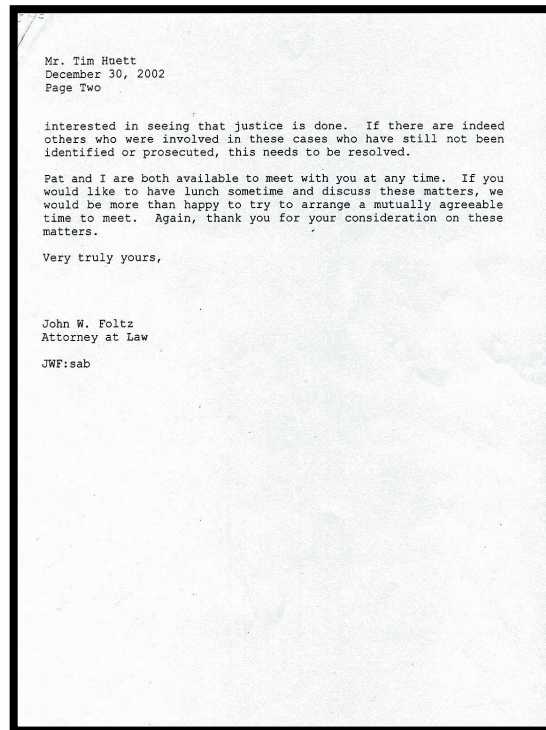 Mr. Tim Huett
December 30, 2002
Page Two
interested in seeing that justice is done. If there are indeed
others who were involved in these cases who have still not been
identified or prosecuted, this needs to be resolved.
Pat and I are both available to meet with you at any time. If you
would like to have lunch sometime and discuss these matters, we
would be more than happy to try to arrange a mutually agreeable
time to meet. Again, thank you for your consideration on these
matters.
Very truly yours,
John W. Foltz
Attorney at Law
JWF:sab